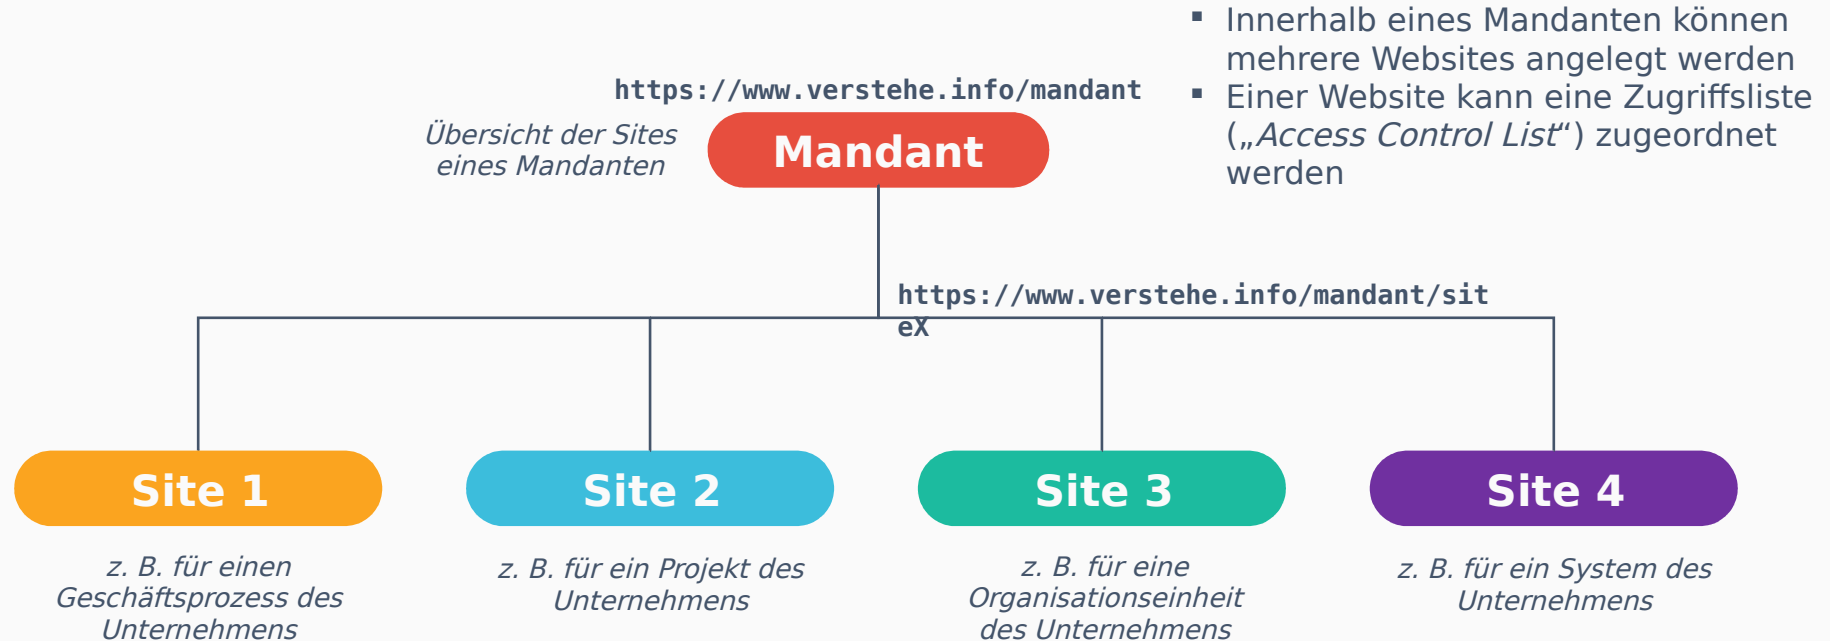 ▪ Innerhalb eines Mandanten können
mehrere Websites angelegt werden
▪ Einer Website kann eine Zugriffsliste
(„Access Control List“) zugeordnet
werden
https://www.verstehe.info/mandant
Übersicht der Sites
eines Mandanten
Mandant
https://www.verstehe.info/mandant/sit
eX
Site 1
Site 2
Site 3
Site 4
z. B. für einen
Geschäftsprozess des
Unternehmens
z. B. für ein Projekt des
Unternehmens
z. B. für eine
Organisationseinheit
des Unternehmens
z. B. für ein System des
Unternehmens